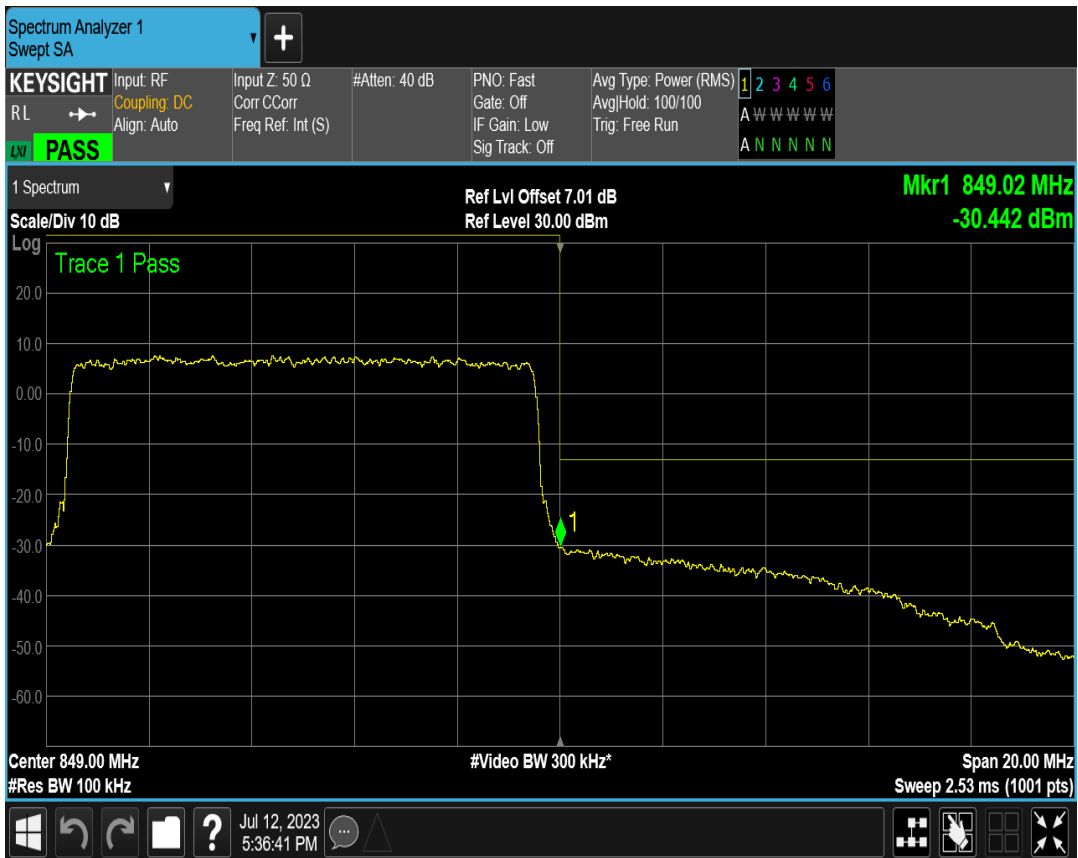 Spectrum Analyzer 1
Swept SA
+
KEYSIGHT
RL
LXI PASS
Input: RF
Coupling: DC
Align: Auto
Input Z: 50 Ω
Corr CCorr
Freq Ref: Int (S)
#Atten: 40 dB
PNO: Fast
Gate: Off
IF Gain: Low
Sig Track: Off
Avg Type: Power (RMS)
Avg|Hold: 100/100
Trig: Free Run
1 2 3 4 5 6
A W W W W W
A N N N N N
1 Spectrum
Scale/Div 10 dB
Ref Lvl Offset 7.01 dB
Ref Level 30.00 dBm
Mkr1 849.02 MHz
-30.442 dBm
Log
Trace 1 Pass
20.0
10.0
0.00
-10.0
-20.0
1
-30.0
-40.0
-50.0
-60.0
Center 849.00 MHz
#Video BW 300 kHz*
Span 20.00 MHz
#Res BW 100 kHz
Sweep 2.53 ms (1001 pts)
?
Jul 12, 2023
5:36:41 PM